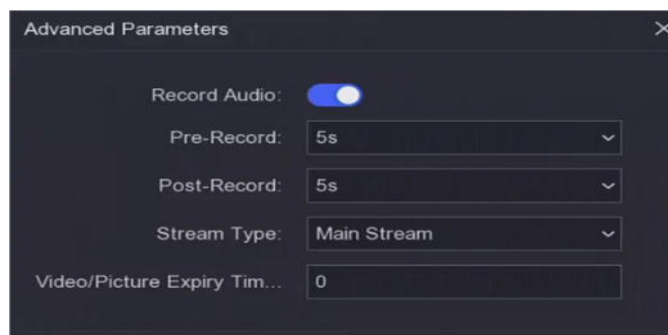 Advanced Parameters
Record Audio:
Pre-Record: 5s
Post-Record: 5s
Stream Type: Main Stream
Video/Picture Expiry Tim... 0